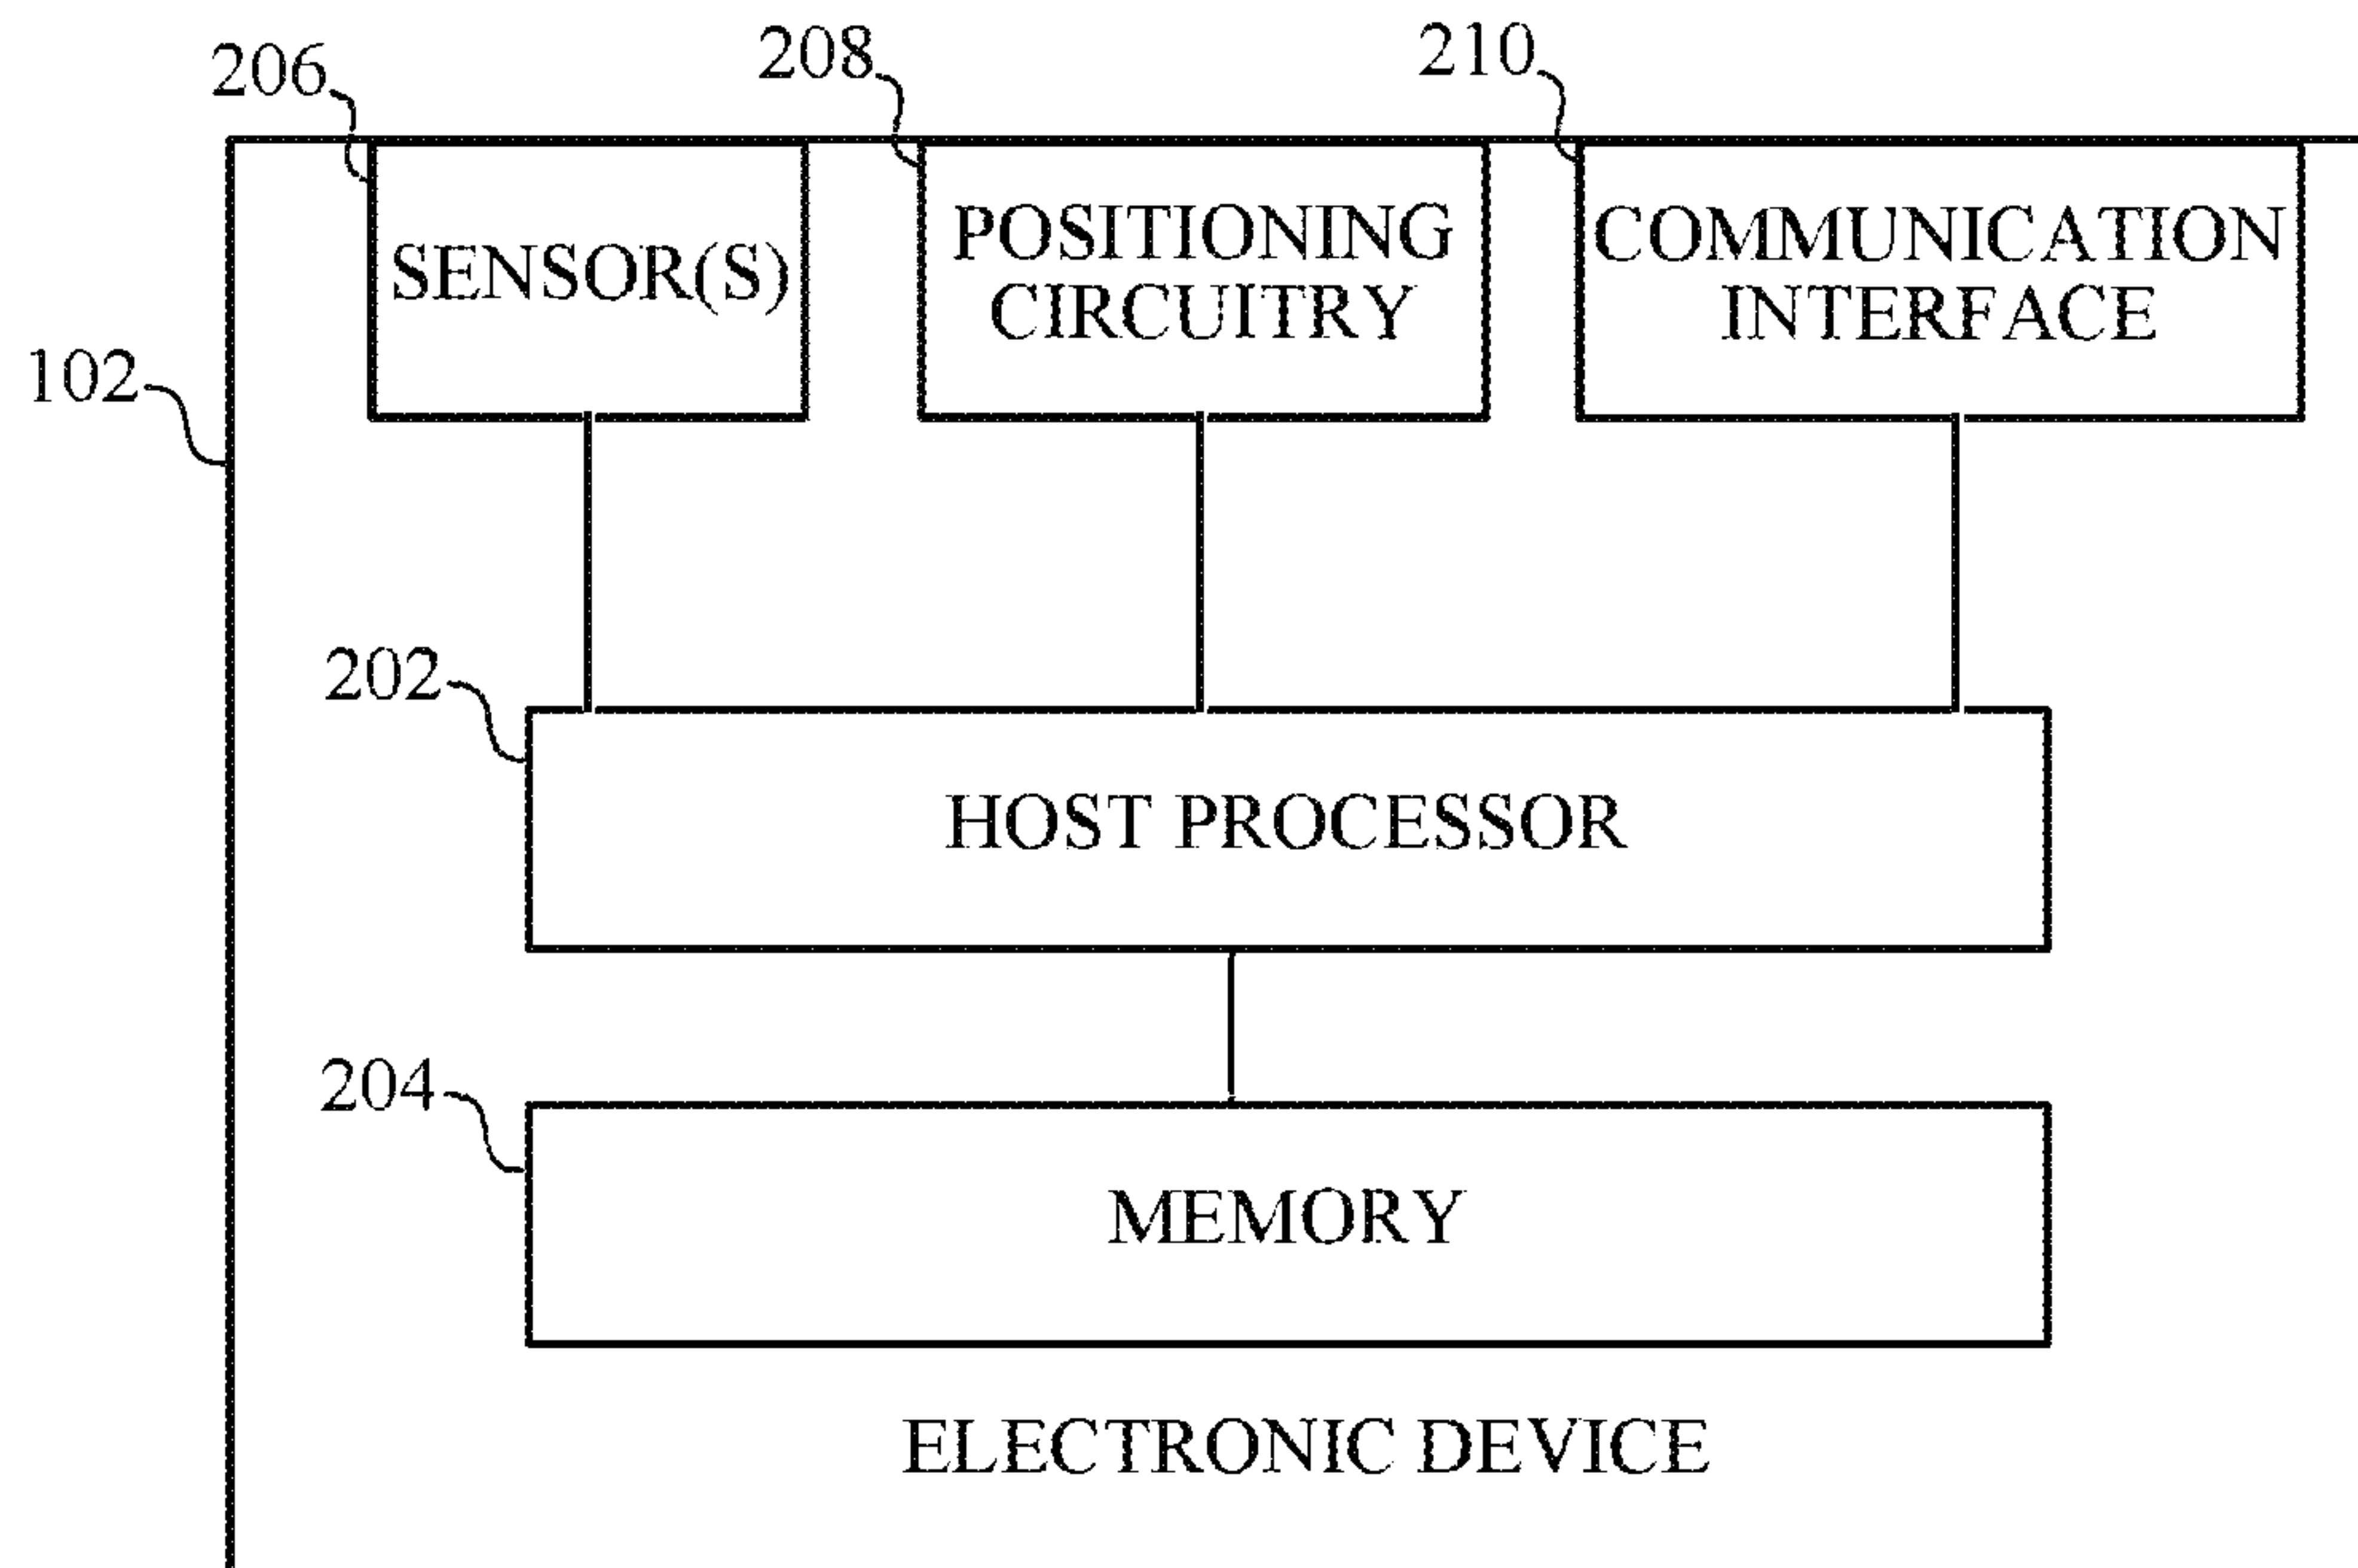 206
208
210
SENSOR(S)
POSITIONING
CIRCUITRY
COMMUNICATION
INTERFACE
102
202
HOST PROCESSOR
204
MEMORY
ELECTRONIC DEVICE